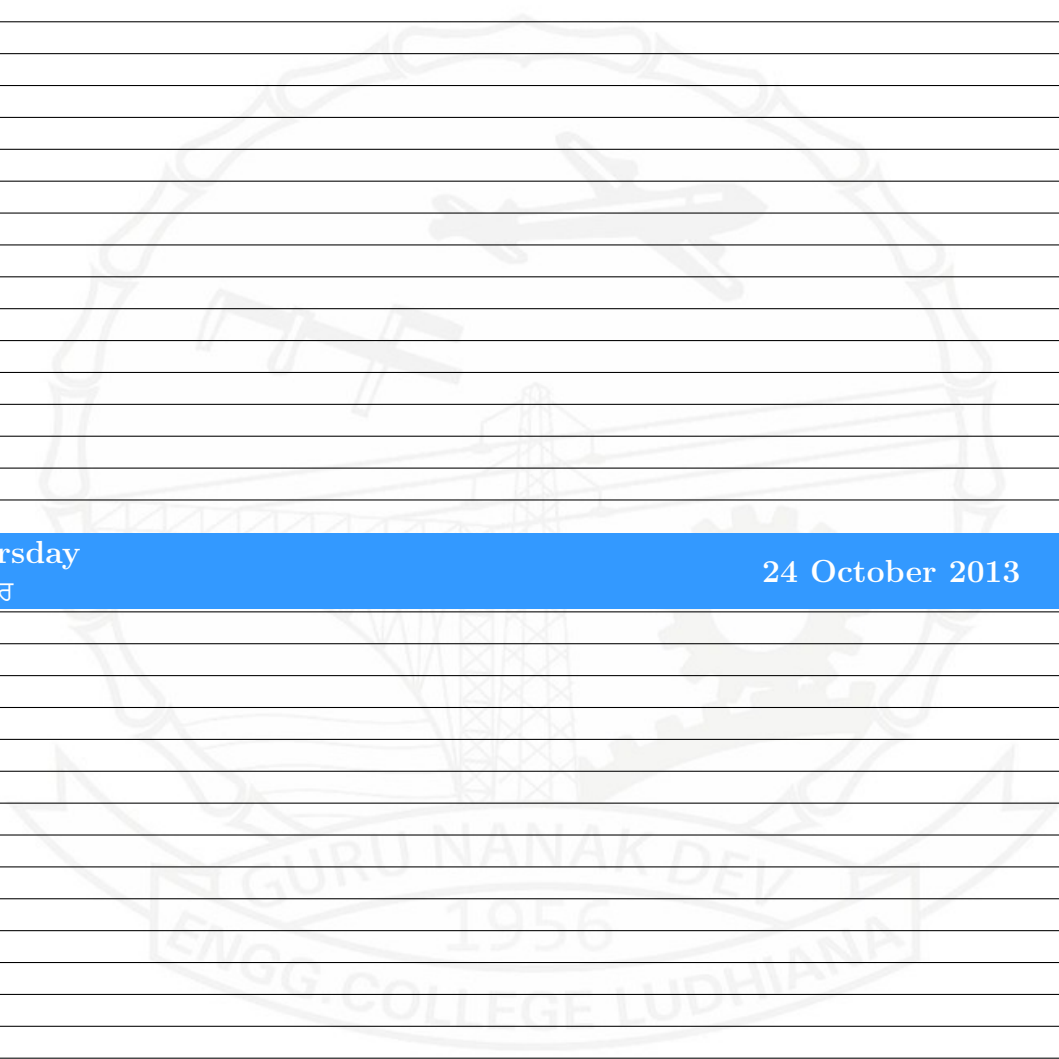 rsday
ਰ
24 October 2013
GURU NANAK DEV
1956
ENGG.COLLEGE LUDHIANA